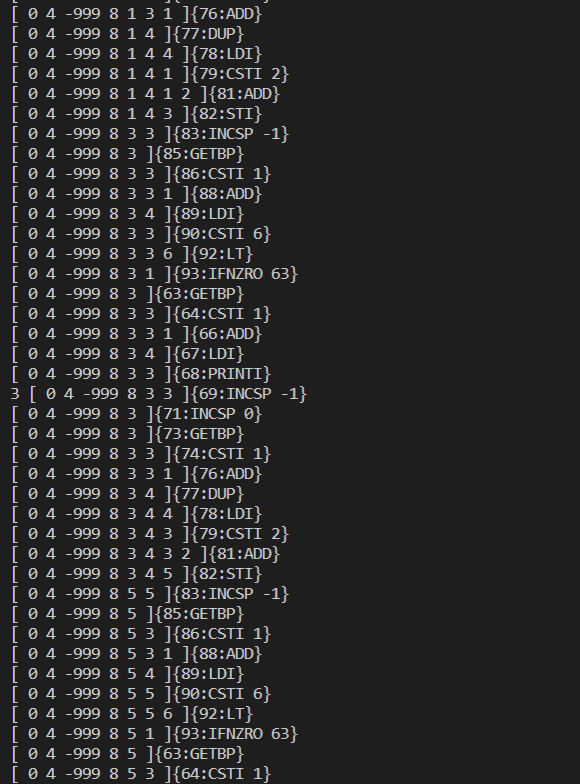 [ 0 4 -999 8 1 3 1 ]{76:ADD}
[ 0 4 -999 8 1 4 ]{77:DUP}
[ 0 4 -999 8 1 4 4 ]{78:LDI}
[ 0 4 -999 8 1 4 1 ]{79:CSTI 2}
[ 0 4 -999 8 1 4 1 2 ]{81:ADD}
[ 0 4 -999 8 1 4 3 ]{82:STI}
[ 0 4 -999 8 3 3 ]{83:INCSP -1}
[ 0 4 -999 8 3 ]{85:GETBP}
[ 0 4 -999 8 3 3 ]{86:CSTI 1}
[ 0 4 -999 8 3 3 1 ]{88:ADD}
[ 0 4 -999 8 3 4 ]{89:LDI}
[ 0 4 -999 8 3 3 ]{90:CSTI 6}
[ 0 4 -999 8 3 3 6 ]{92:LT}
[ 0 4 -999 8 3 1 ]{93:IFNZRO 63}
[ 0 4 -999 8 3 ]{63:GETBP}
[ 0 4 -999 8 3 3 ]{64:CSTI 1}
[ 0 4 -999 8 3 3 1 ]{66:ADD}
[ 0 4 -999 8 3 4 ]{67:LDI}
[ 0 4 -999 8 3 3 ]{68:PRINTI}
3 [ 0 4 -999 8 3 3 ]{69:INCSP -1}
[ 0 4 -999 8 3 ]{71:INCSP 0}
[ 0 4 -999 8 3 ]{73:GETBP}
[ 0 4 -999 8 3 3 ]{74:CSTI 1}
[ 0 4 -999 8 3 3 1 ]{76:ADD}
[ 0 4 -999 8 3 4 ]{77:DUP}
[ 0 4 -999 8 3 4 4 ]{78:LDI}
[ 0 4 -999 8 3 4 3 ]{79:CSTI 2}
[ 0 4 -999 8 3 4 3 2 ]{81:ADD}
[ 0 4 -999 8 3 4 5 ]{82:STI}
[ 0 4 -999 8 5 5 ]{83:INCSP -1}
[ 0 4 -999 8 5 ]{85:GETBP}
[ 0 4 -999 8 5 3 ]{86:CSTI 1}
[ 0 4 -999 8 5 3 1 ]{88:ADD}
[ 0 4 -999 8 5 4 ]{89:LDI}
[ 0 4 -999 8 5 5 ]{90:CSTI 6}
[ 0 4 -999 8 5 5 6 ]{92:LT}
[ 0 4 -999 8 5 1 ]{93:IFNZRO 63}
[ 0 4 -999 8 5 ]{63:GETBP}
[ 0 4 -999 8 5 3 ]{64:CSTI 1}